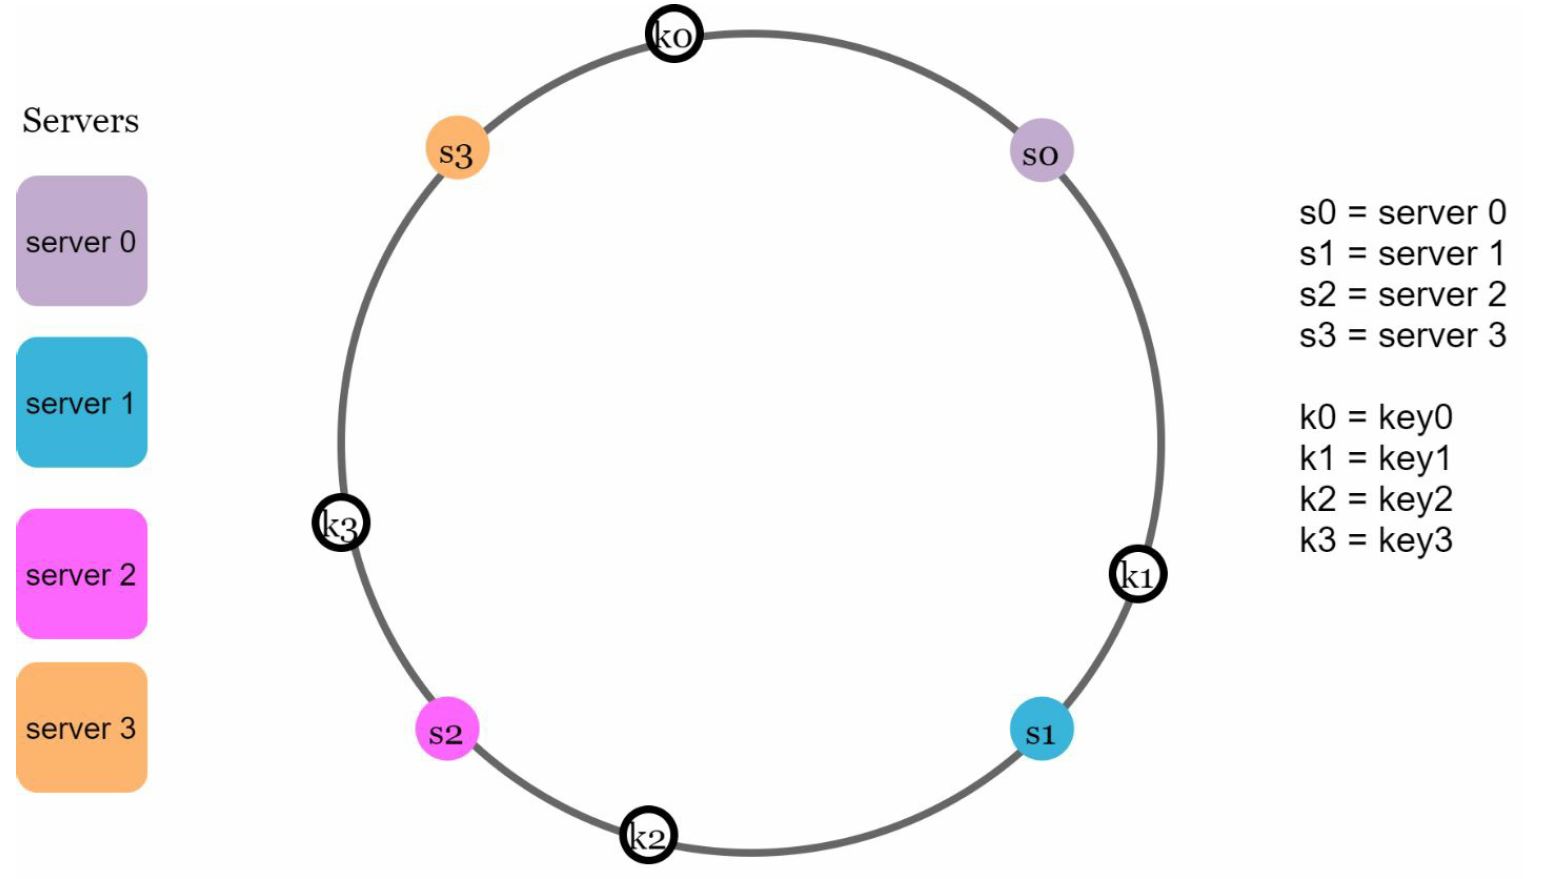 Servers
server 0
server 1
server 2
server 3
k0
s3
s0
k3
k1
s2
s1
k2
s0 = server 0
s1 = server 1
s2 = server 2
s3 = server 3
k0 = key0
k1 = key1
k2 = key2
k3 = key3